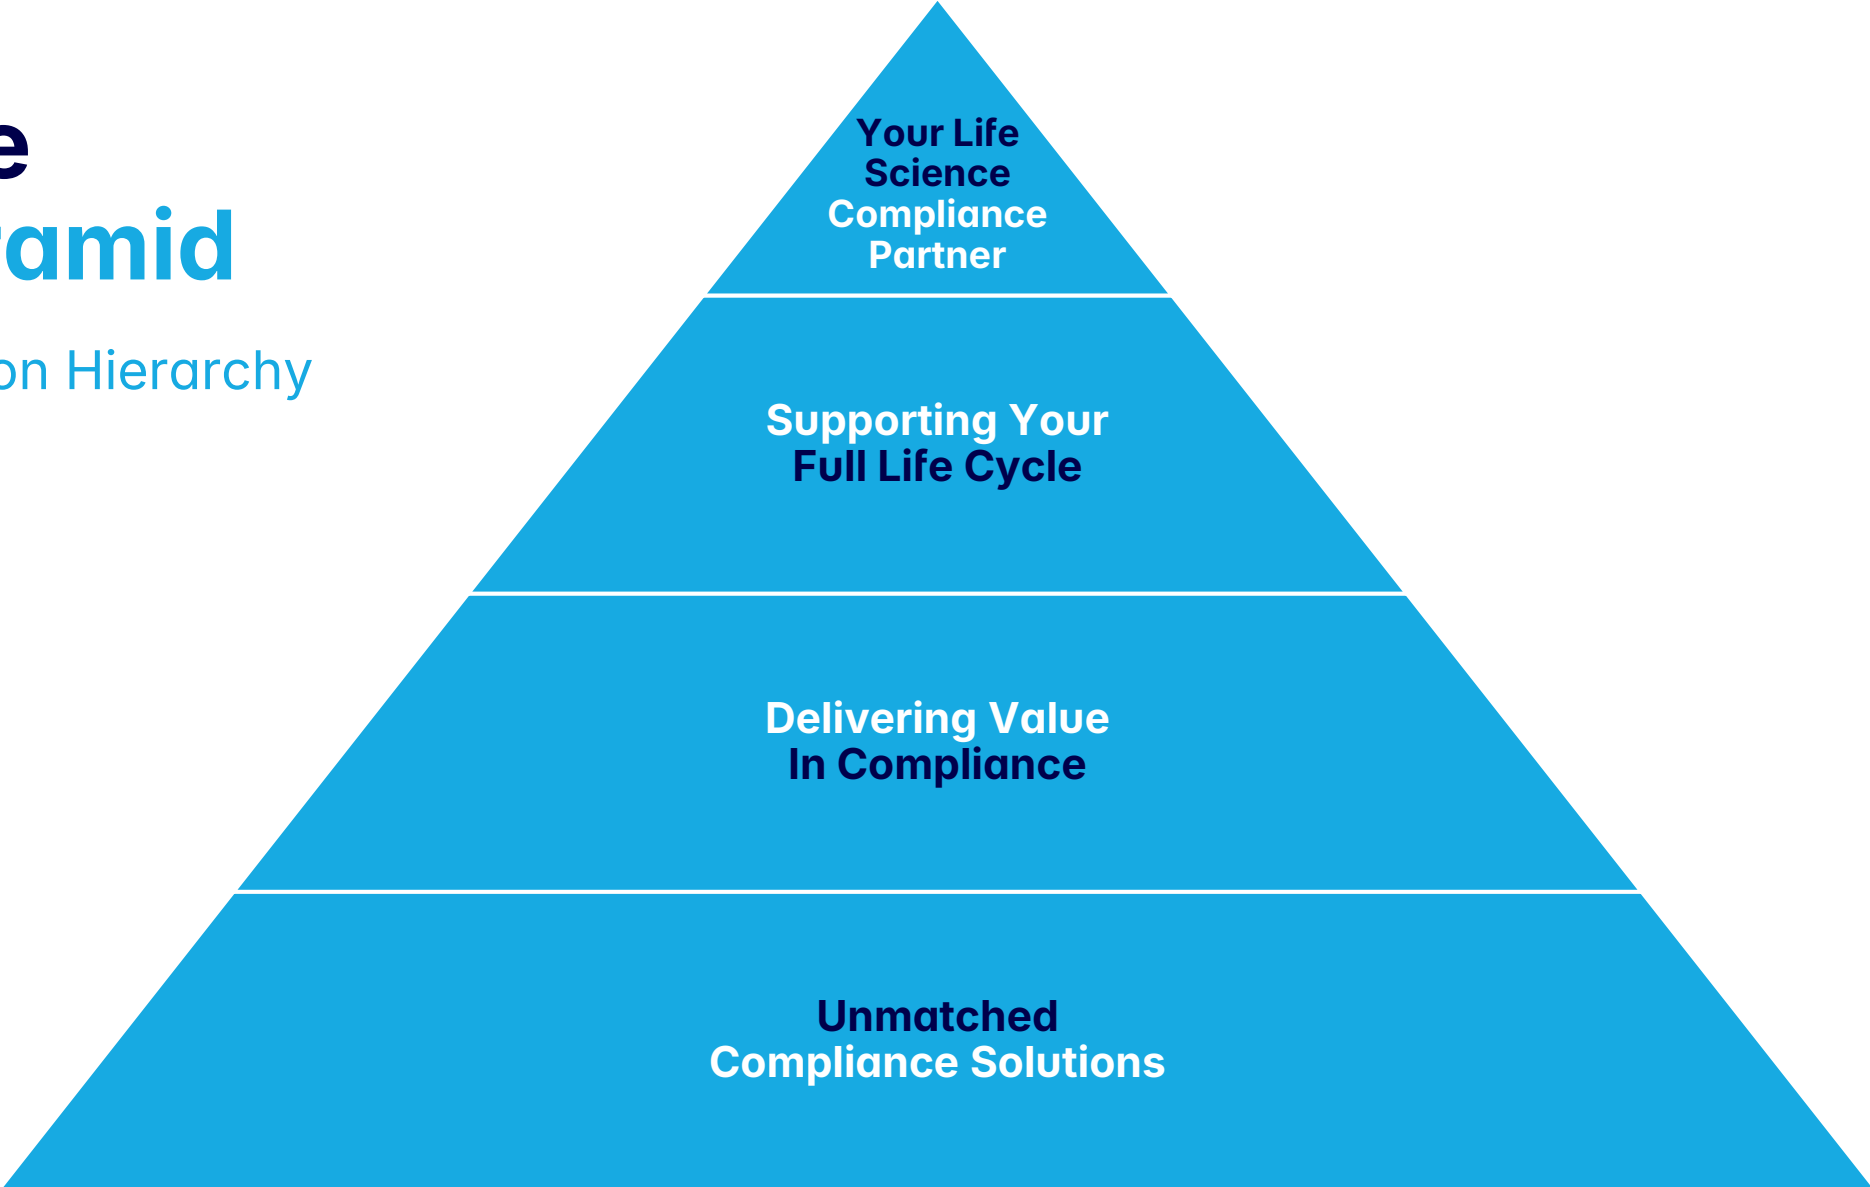 e
ramid
on Hierarchy
Your Life
Science
Compliance
Partner
Supporting Your
Full Life Cycle
Delivering Value
In Compliance
Unmatched
Compliance Solutions